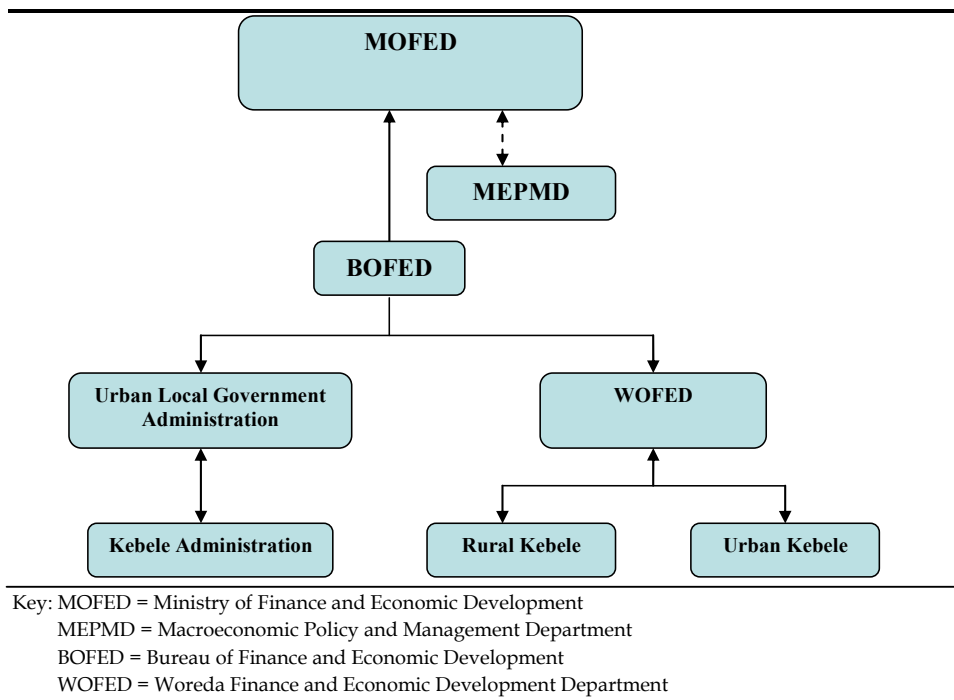 MOFED
MEPMD
BOFED
Urban Local Government
Administration
WOFED
Kebele Administration
Rural Kebele
Urban Kebele
Key: MOFED = Ministry of Finance and Economic Development
MEPMD = Macroeconomic Policy and Management Department
BOFED = Bureau of Finance and Economic Development
WOFED = Woreda Finance and Economic Development Department